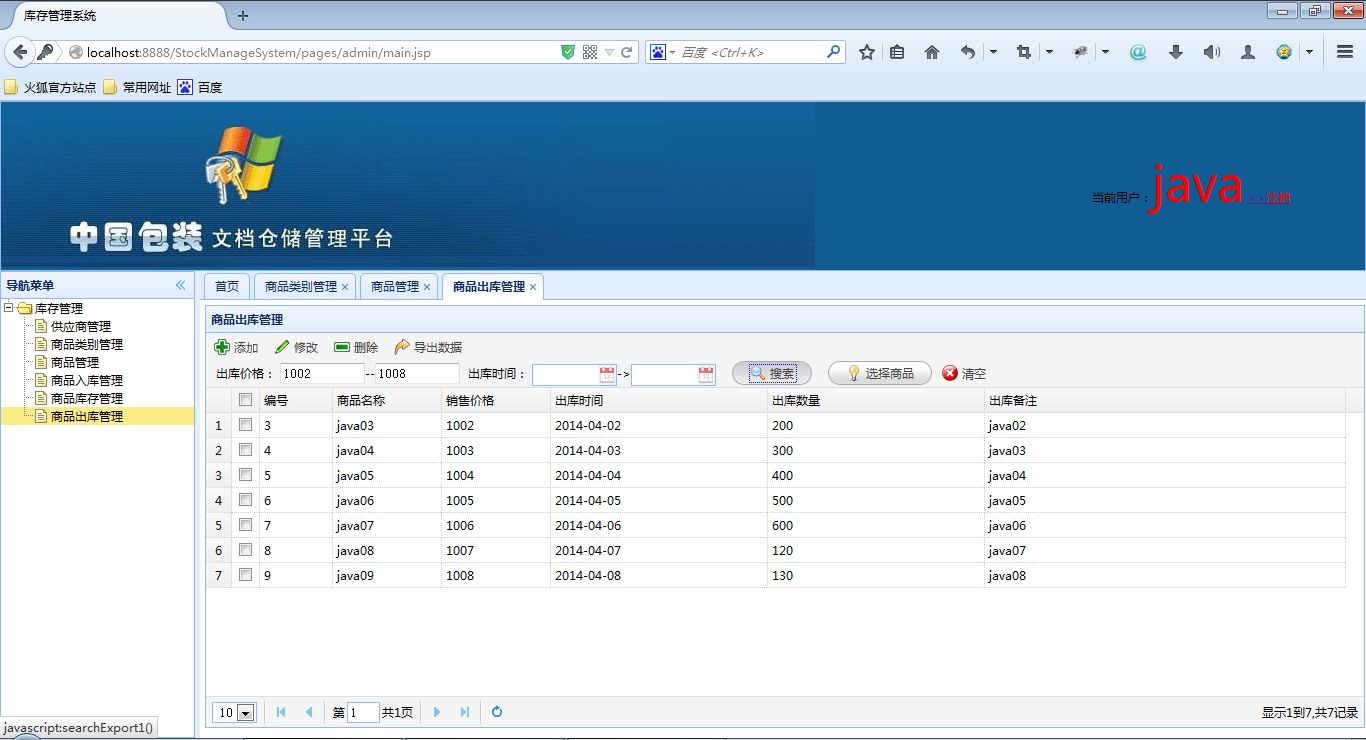 库存管理系统
localhost:8888/StockManageSystem/pages/admin/main.jsp
百度 <Ctrl+K>
火狐官方站点 常用网址 百度
中国包装 文档仓储管理平台
当前用户： java >>注销
导航菜单
库存管理
供应商管理
商品类别管理
商品管理
商品入库管理
商品库存管理
商品出库管理
首页 商品类别管理 商品管理 商品出库管理
商品出库管理
添加 修改 删除 导出数据
出库价格： 1002 -- 1008 出库时间： -> 搜索 选择商品 清空
编号 商品名称 销售价格 出库时间 出库数量 出库备注
1 3 java03 1002 2014-04-02 200 java02
2 4 java04 1003 2014-04-03 300 java03
3 5 java05 1004 2014-04-04 400 java04
4 6 java06 1005 2014-04-05 500 java05
5 7 java07 1006 2014-04-06 600 java06
6 8 java08 1007 2014-04-07 120 java07
7 9 java09 1008 2014-04-08 130 java08
10 第 1 共1页 显示1到7,共7记录
javascript:searchExport1()